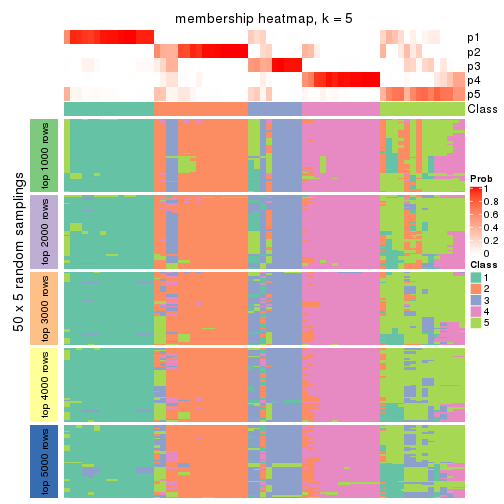 membership heatmap, k = 5
p1
p2
p3
p4
p5
Class
50 x 5 random samplings
top 1000 rows
top 2000 rows
top 3000 rows
top 4000 rows
top 5000 rows
Prob
1
0.8
0.6
0.4
0.2
0
Class
1
2
3
4
5